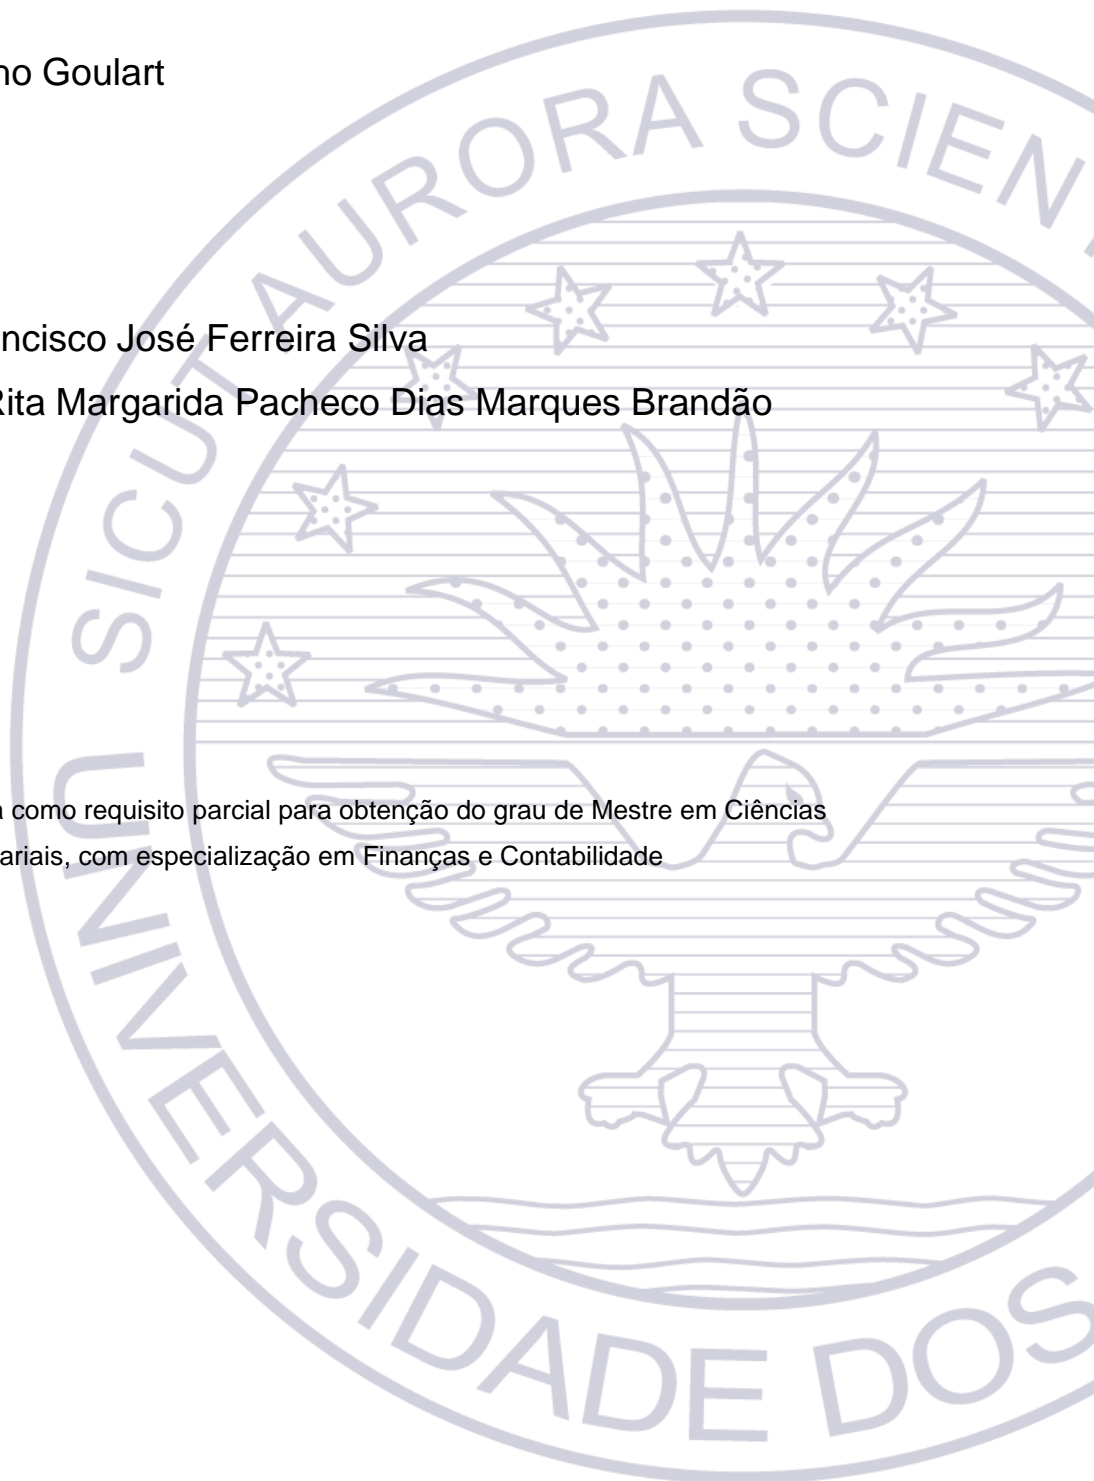 no Goulart
ncisco José Ferreira Silva
Rita Margarida Pacheco Dias Marques Brandão
a como requisito parcial para obtenção do grau de Mestre em Ciências
ariais, com especialização em Finanças e Contabilidade
SICUT AURORA SCIEN
UNIVERSIDADE DOS